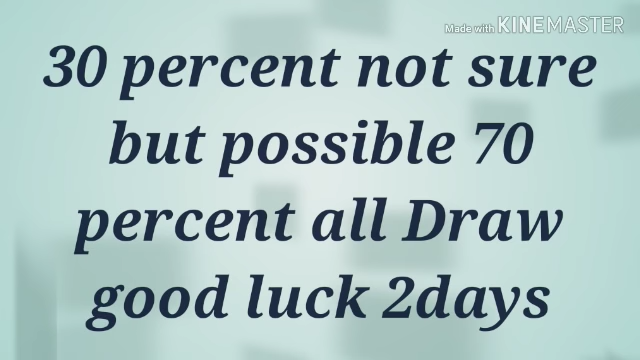 Made with KINEMASTER
30 percent not sure
but possible 70
percent all Draw
good luck 2days